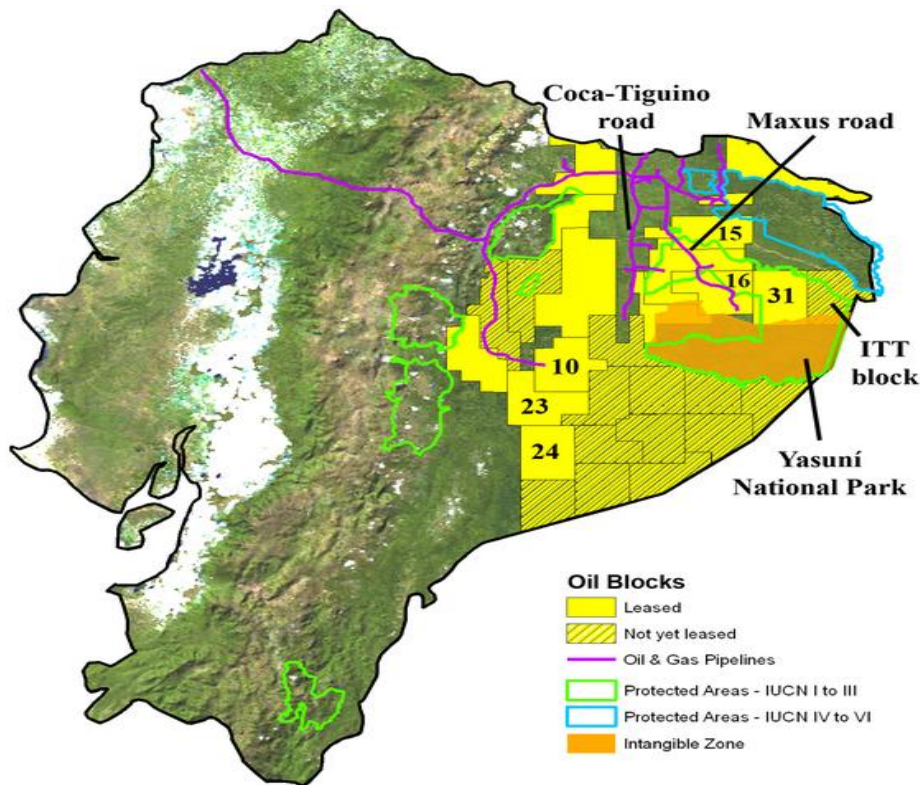 Coca-Tiguino
road
Maxus road
15
16
31
ITT
block
10
23
24
Yasuní
National Park
Oil Blocks
Leased
Not yet leased
Oil & Gas Pipelines
Protected Areas - IUCN I to III
Protected Areas - IUCN IV to VI
Intangible Zone